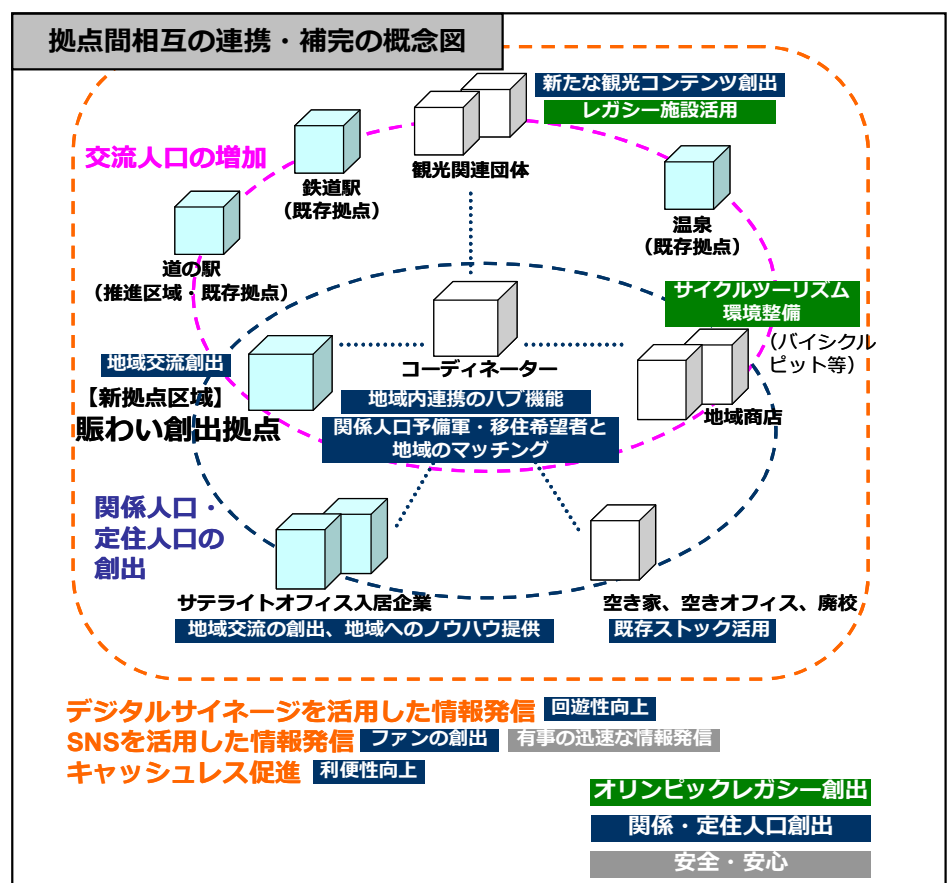 拠点間相互の連携・補完の概念図
新たな観光コンテンツ創出
レガシー施設活用
交流人口の増加
観光関連団体
鉄道駅
（既存拠点）
温泉
（既存拠点）
道の駅
（推進区域・既存拠点）
サイクルツーリズム
環境整備
（バイシクル
ピット等）
地域交流創出
コーディネーター
【新拠点区域】
賑わい創出拠点
地域内連携のハブ機能
関係人口予備軍・移住希望者と
地域のマッチング
地域商店
関係人口・
定住人口の
創出
サテライトオフィス入居企業
地域交流の創出、地域へのノウハウ提供
空き家、空きオフィス、廃校
既存ストック活用
デジタルサイネージを活用した情報発信 回遊性向上
SNSを活用した情報発信 ファンの創出 有事の迅速な情報発信
キャッシュレス促進 利便性向上
オリンピックレガシー創出
関係・定住人口創出
安全・安心